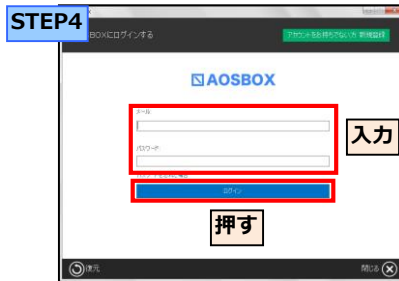 STEP4
BOXにログインする
アカウントをお持ちでない方 新規登録
AOSBOX
メール
パスワード
入力
ログイン
押す
復元
閉じる